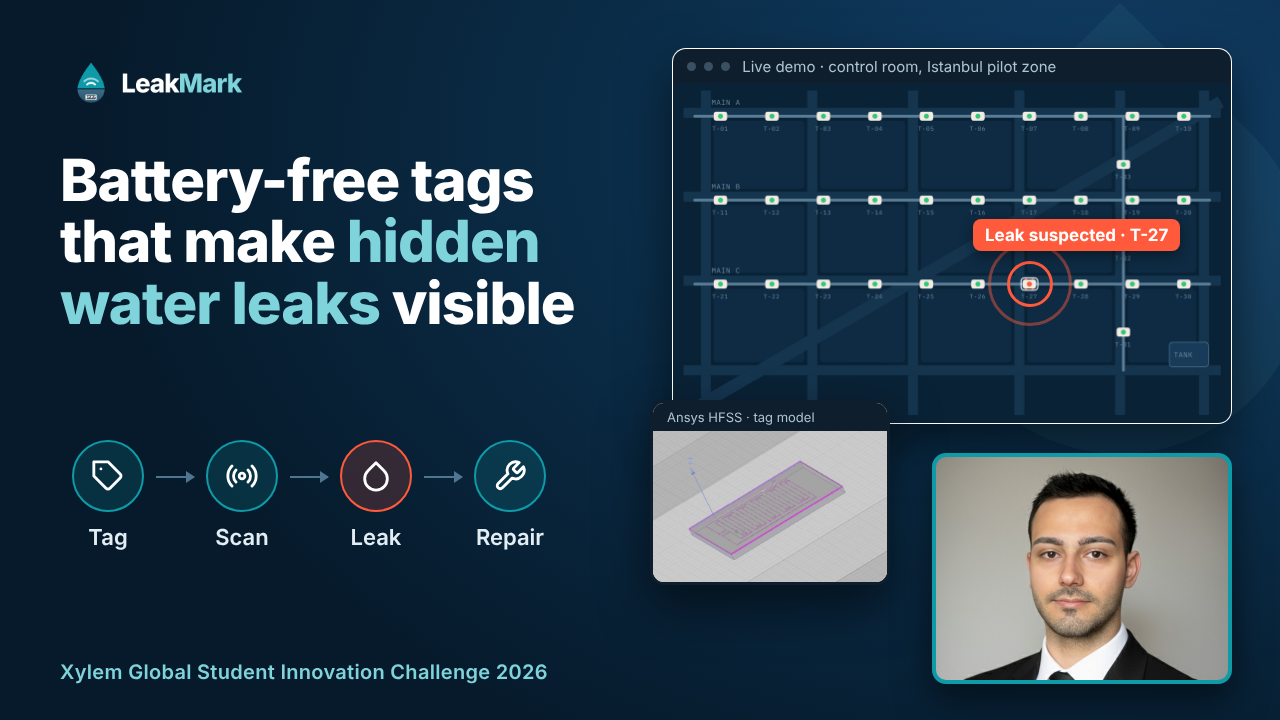 LeakMark
Battery-free tags
that make hidden
water leaks visible
Tag
Scan
Leak
Repair
Xylem Global Student Innovation Challenge 2026
Live demo · control room, Istanbul pilot zone
MAIN A
T-01 T-02 T-03 T-04 T-05 T-06 T-07 T-08 T-09 T-10
MAIN B
T-11 T-12 T-13 T-14 T-15 T-16 T-17 T-18 T-19 T-20
Leak suspected · T-27
MAIN C
T-21 T-22 T-23 T-24 T-25 T-26 T-27 T-28 T-29 T-30
TANK
Ansys HFSS · tag model